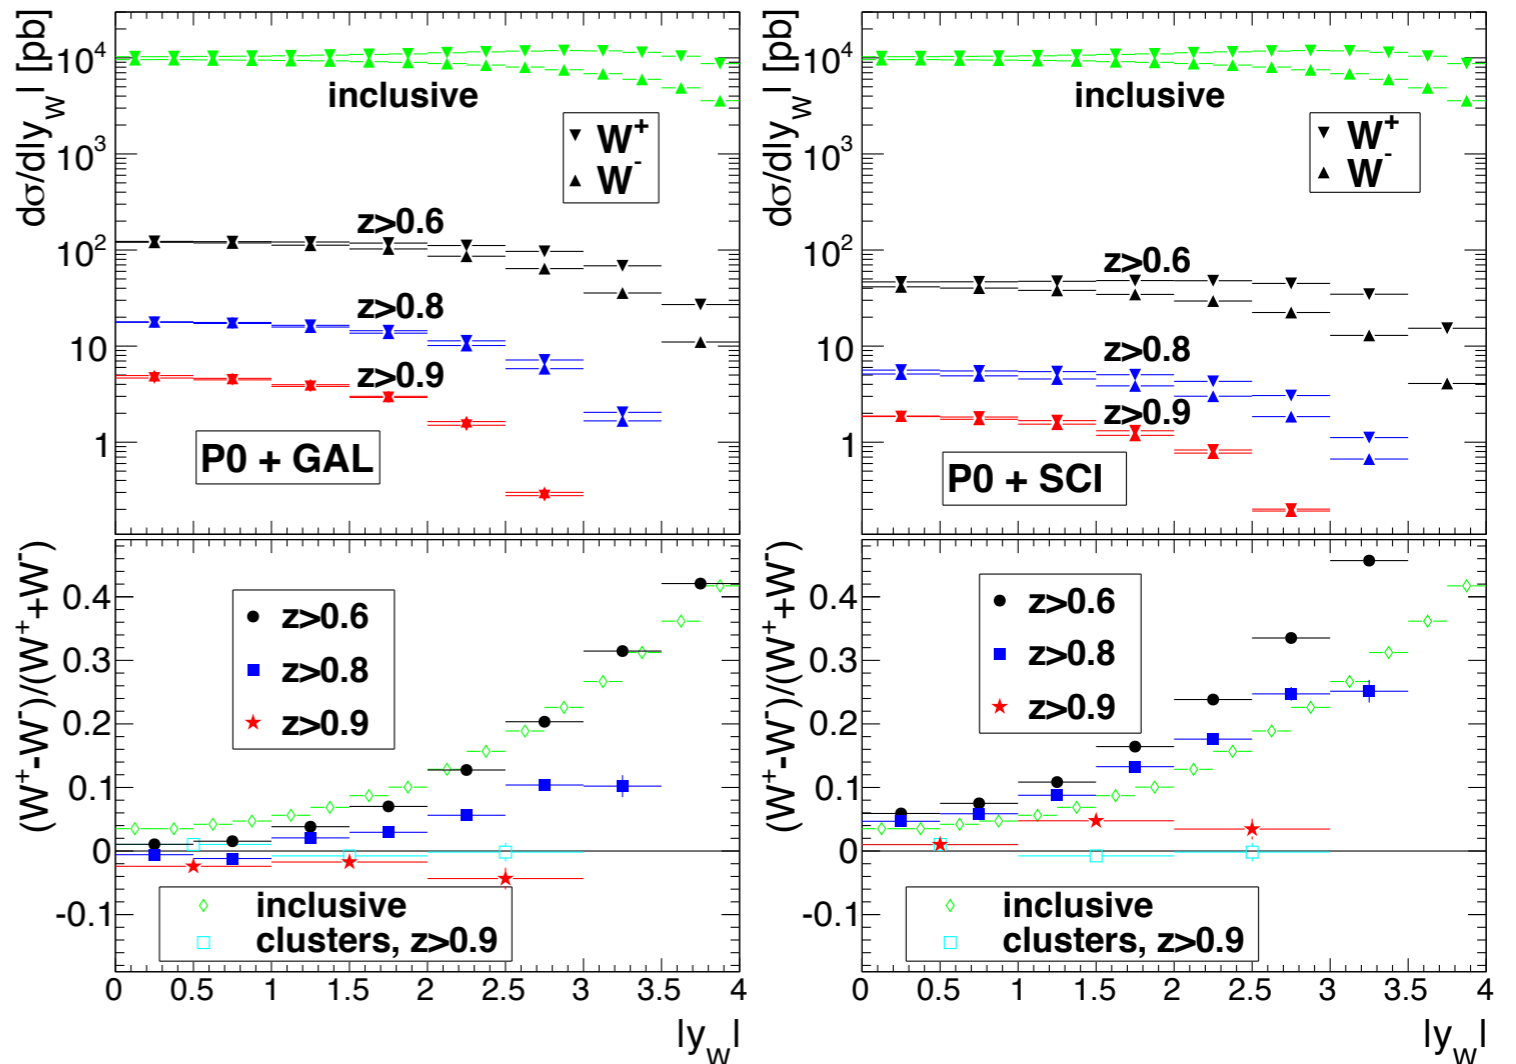 dσ/d|y_W| [pb]
10^4
10^3
10^2
10
1
inclusive
W^+
W^-
z>0.6
z>0.8
z>0.9
P0 + GAL
dσ/d|y_W| [pb]
10^4
10^3
10^2
10
1
inclusive
W^+
W^-
z>0.6
z>0.8
z>0.9
P0 + SCI
(W^+-W^-)/(W^++W^-)
0.4
0.3
0.2
0.1
0
-0.1
z>0.6
z>0.8
z>0.9
inclusive
clusters, z>0.9
0 0.5 1 1.5 2 2.5 3 3.5 4
|y_W|
(W^+-W^-)/(W^++W^-)
0.4
0.3
0.2
0.1
0
-0.1
z>0.6
z>0.8
z>0.9
inclusive
clusters, z>0.9
0 0.5 1 1.5 2 2.5 3 3.5 4
|y_W|